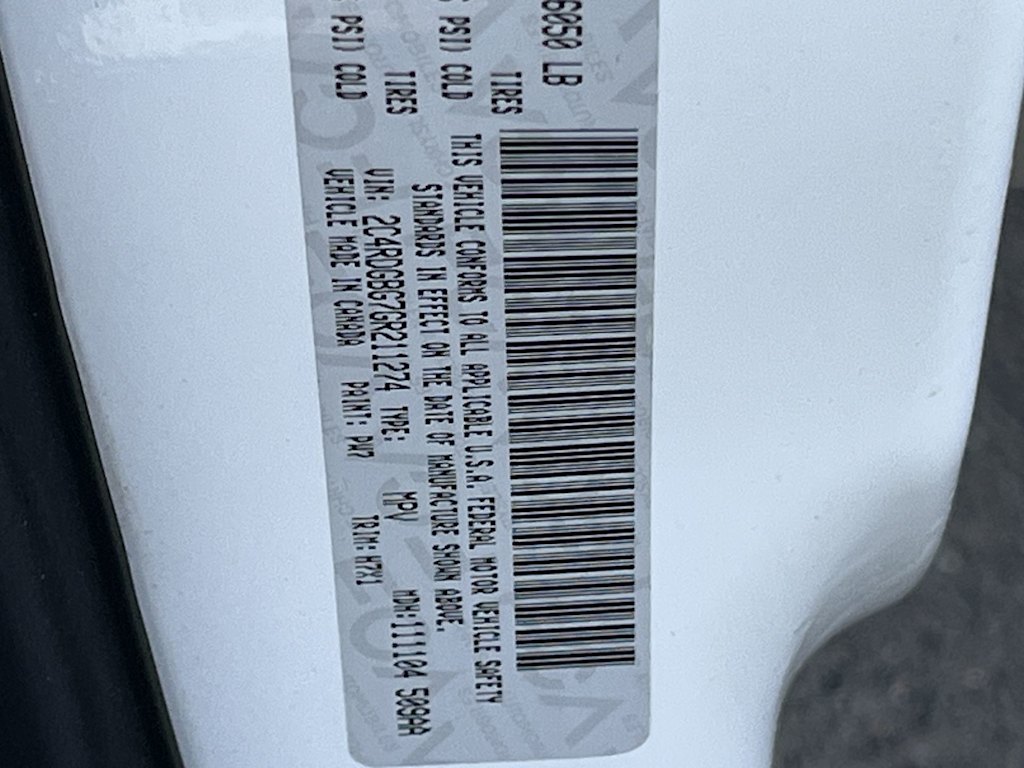 6050 LB
TIRES
PSI) COLD
TIRES
PSI) COLD
THIS VEHICLE CONFORMS TO ALL APPLICABLE U.S.A. FEDERAL MOTOR VEHICLE SAFETY
STANDARDS IN EFFECT ON THE DATE OF MANUFACTURE SHOWN ABOVE.
VIN: 2C4RDGBG7GR211274 TYPE: MPV MDH:111104 509AA
VEHICLE MADE IN CANADA PAINT: PW7 TRIM: H7X1